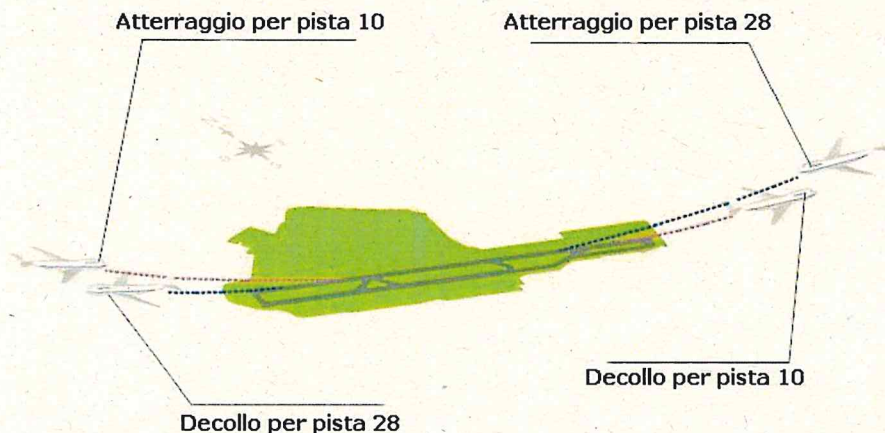 Atterraggio per pista 10
Atterraggio per pista 28
Decollo per pista 10
Decollo per pista 28